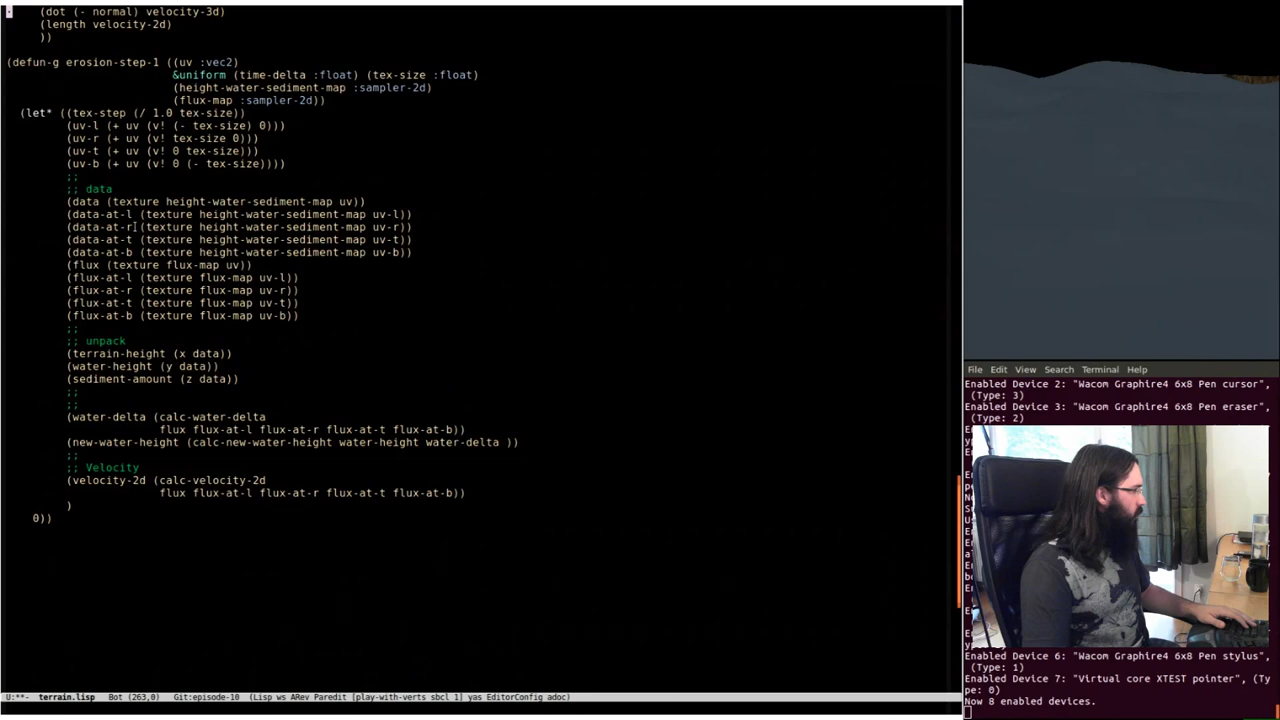 (dot (- normal) velocity-3d)
(length velocity-2d)
))
(defun-g erosion-step-1 ((uv :vec2)
&uniform (time-delta :float) (tex-size :float)
(height-water-sediment-map :sampler-2d)
(flux-map :sampler-2d))
(let* ((tex-step (/ 1.0 tex-size))
(uv-l (+ uv (v! (- tex-size) 0)))
(uv-r (+ uv (v! tex-size 0)))
(uv-t (+ uv (v! 0 tex-size)))
(uv-b (+ uv (v! 0 (- tex-size))))
;;
;; data
(data (texture height-water-sediment-map uv))
(data-at-l (texture height-water-sediment-map uv-l))
(data-at-r (texture height-water-sediment-map uv-r))
(data-at-t (texture height-water-sediment-map uv-t))
(data-at-b (texture height-water-sediment-map uv-b))
(flux (texture flux-map uv))
(flux-at-l (texture flux-map uv-l))
(flux-at-r (texture flux-map uv-r))
(flux-at-t (texture flux-map uv-t))
(flux-at-b (texture flux-map uv-b))
;;
;; unpack
(terrain-height (x data))
(water-height (y data))
(sediment-amount (z data))
;;
;;
(water-delta (calc-water-delta
flux flux-at-l flux-at-r flux-at-t flux-at-b))
(new-water-height (calc-new-water-height water-height water-delta ))
;;
;; Velocity
(velocity-2d (calc-velocity-2d
flux flux-at-l flux-at-r flux-at-t flux-at-b))
)
0))
U:**- terrain.lisp Bot (263,0) Git:episode-10 (Lisp ws ARev Paredit [play-with-verts sbcl 1] yas EditorConfig adoc)
File Edit View Search Terminal Help
Enabled Device 2: "Wacom Graphire4 6x8 Pen cursor",
(Type: 3)
Enabled Device 3: "Wacom Graphire4 6x8 Pen eraser",
(Type: 2)
Enabled Device 6: "Wacom Graphire4 6x8 Pen stylus",
(Type: 1)
Enabled Device 7: "Virtual core XTEST pointer", (Ty
pe: 0)
Now 8 enabled devices.